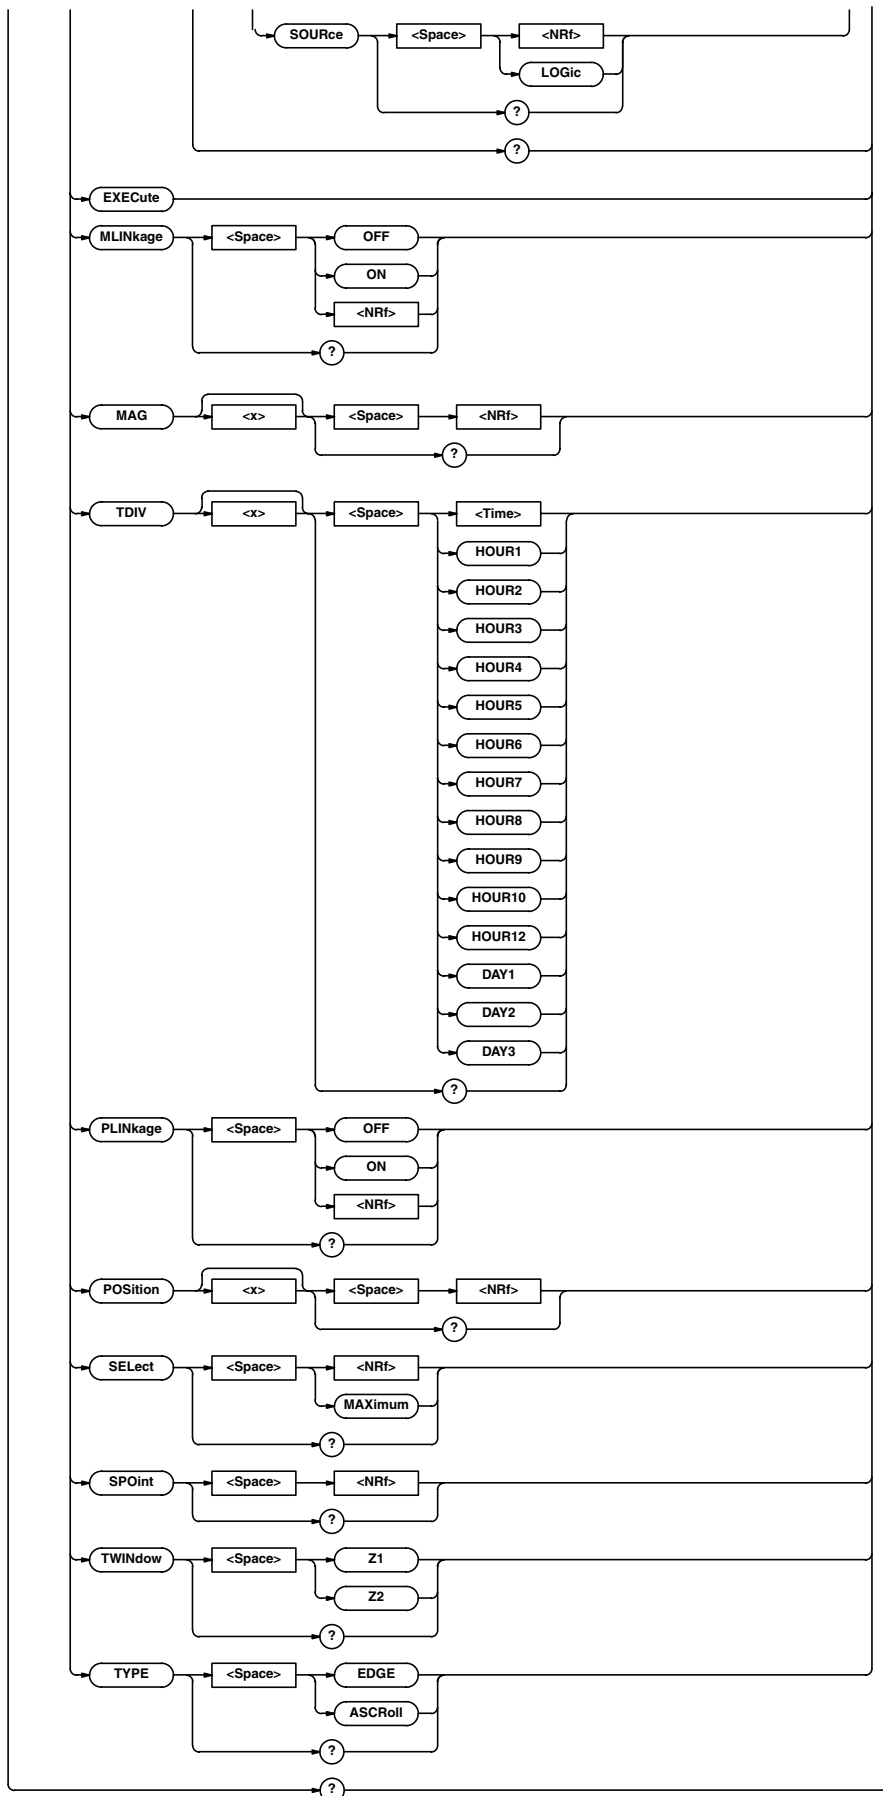 SOURce <Space> <NRf>
LOGic
?
?
EXECute
MLINkage <Space> OFF
ON
<NRf>
?
MAG <x> <Space> <NRf>
?
TDIV <x> <Space> <Time>
HOUR1
HOUR2
HOUR3
HOUR4
HOUR5
HOUR6
HOUR7
HOUR8
HOUR9
HOUR10
HOUR12
DAY1
DAY2
DAY3
?
PLINkage <Space> OFF
ON
<NRf>
?
POSition <x> <Space> <NRf>
?
SELect <Space> <NRf>
MAXimum
?
SPOint <Space> <NRf>
?
TWINdow <Space> Z1
Z2
?
TYPE <Space> EDGE
ASCRoll
?
?